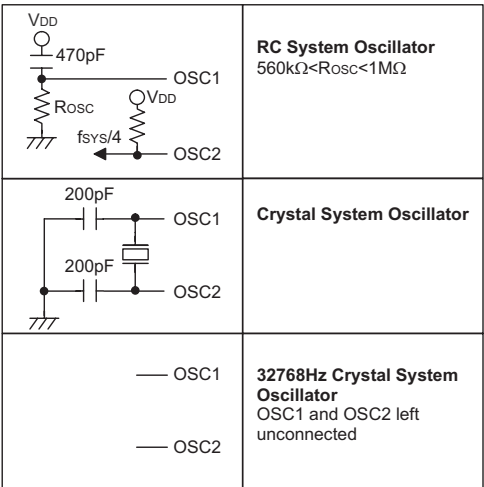 VDD
470pF
OSC1
ROSC
VDD
fSYS/4
OSC2
RC System Oscillator
560kΩ<ROSC<1MΩ
200pF
OSC1
200pF
OSC2
Crystal System Oscillator
OSC1
OSC2
32768Hz Crystal System
Oscillator
OSC1 and OSC2 left
unconnected